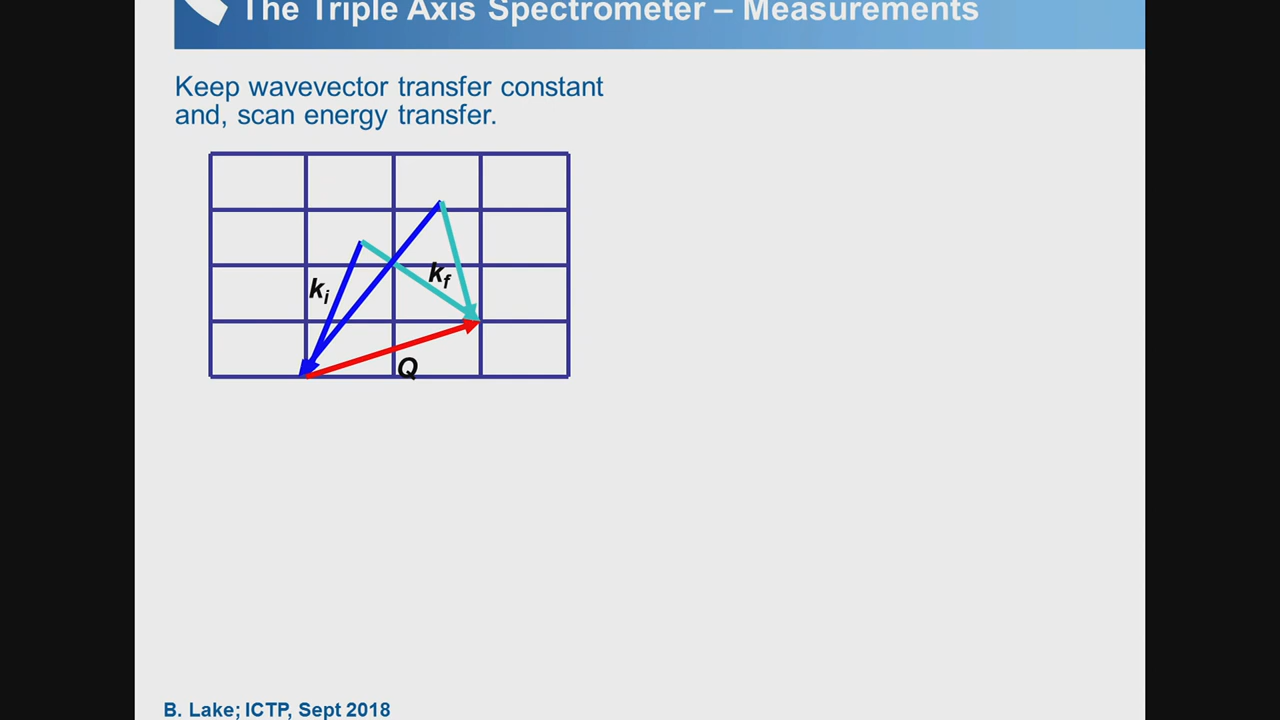 The Triple Axis Spectrometer – Measurements
Keep wavevector transfer constant
and, scan energy transfer.
kf
ki
Q
B. Lake; ICTP, Sept 2018